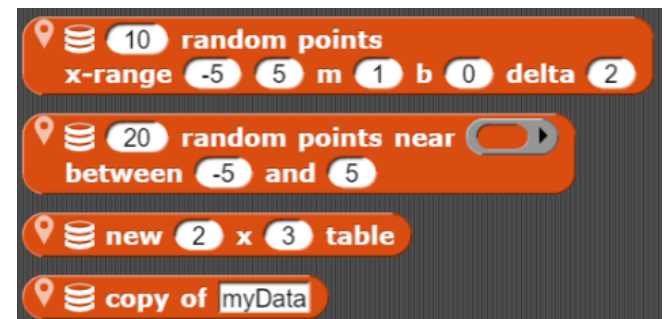 10 random points
x-range -5 5 m 1 b 0 delta 2
20 random points near
between -5 and 5
new 2 x 3 table
copy of myData